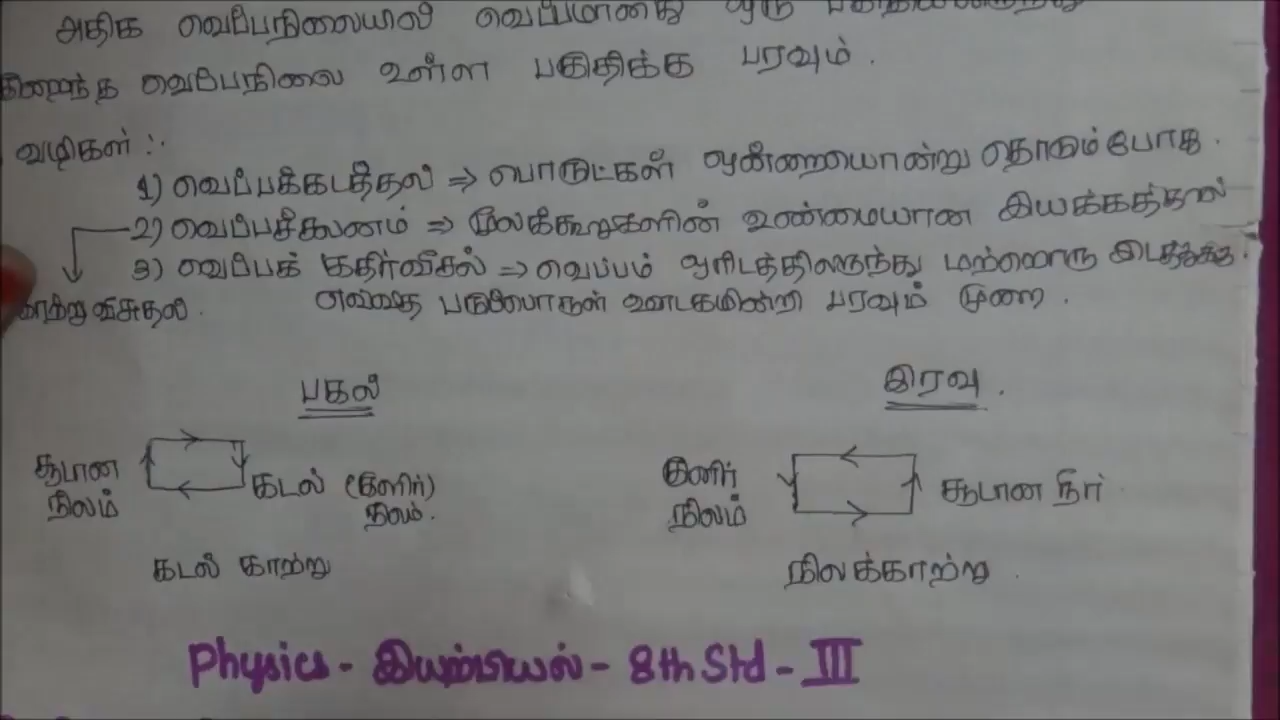 அதிக வெப்பநிலையில் வெப்பமானது ஒரு
குறைந்த வெப்பநிலை உள்ள பகுதிக்கு பரவும்.
வழிகள் :.
1) வெப்பக்கடத்தல் ⇒ பொருட்கள் ஒன்றையொன்று தொடும்போது.
2) வெப்பச்சலனம் ⇒ மூலக்கூறுகளின் உண்மையான இயக்கத்தால்
3) வெப்பக் கதிர்வீசல் ⇒ வெப்பம் ஓரிடத்திலிருந்து மற்றொரு இடத்துக்கு.
காற்று வீசுதல். எவ்வித பருபொருள் ஊடகமின்றி பரவும் முறை.
பகல் இரவு.
சூடான நிலம் கடல் (குளிர்) நிலம். குளிர் நிலம் சூடான நீர்
கடல் காற்று நிலக்காற்று.
Physics - இயற்பியல் - 8th Std - III